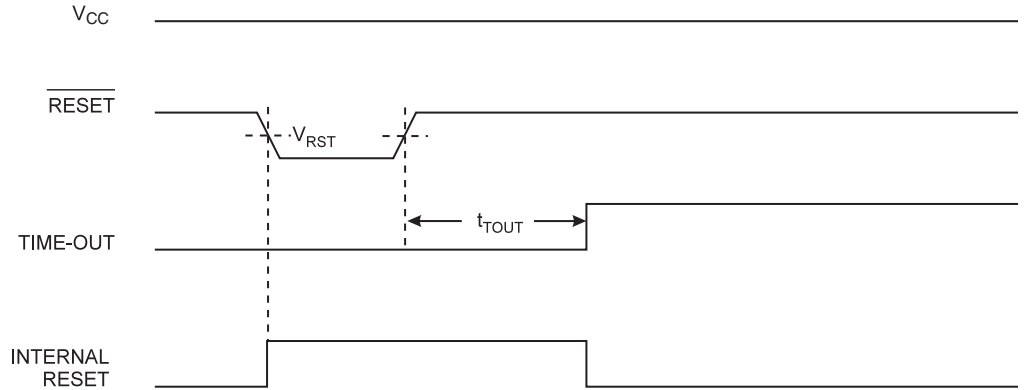 VCC
RESET
VRST
tTOUT
TIME-OUT
INTERNAL
RESET